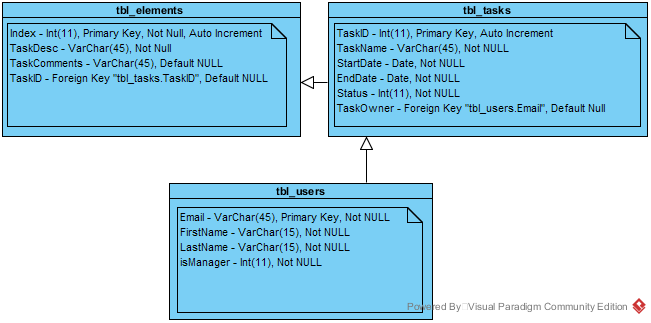 tbl_elements
Index - Int(11), Primary Key, Not Null, Auto Increment
TaskDesc - VarChar(45), Not Null
TaskComments - VarChar(45), Default NULL
TaskID - Foreign Key "tbl_tasks.TaskID", Default NULL
tbl_tasks
TaskID - Int(11), Primary Key, Auto Increment
TaskName - VarChar(45), Not NULL
StartDate - Date, Not NULL
EndDate - Date, Not NULL
Status - Int(11), Not NULL
TaskOwner - Foreign Key "tbl_users.Email", Default Null
tbl_users
Email - VarChar(45), Primary Key, Not NULL
FirstName - VarChar(15), Not NULL
LastName - VarChar(15), Not NULL
isManager - Int(11), Not NULL
Powered By Visual Paradigm Community Edition